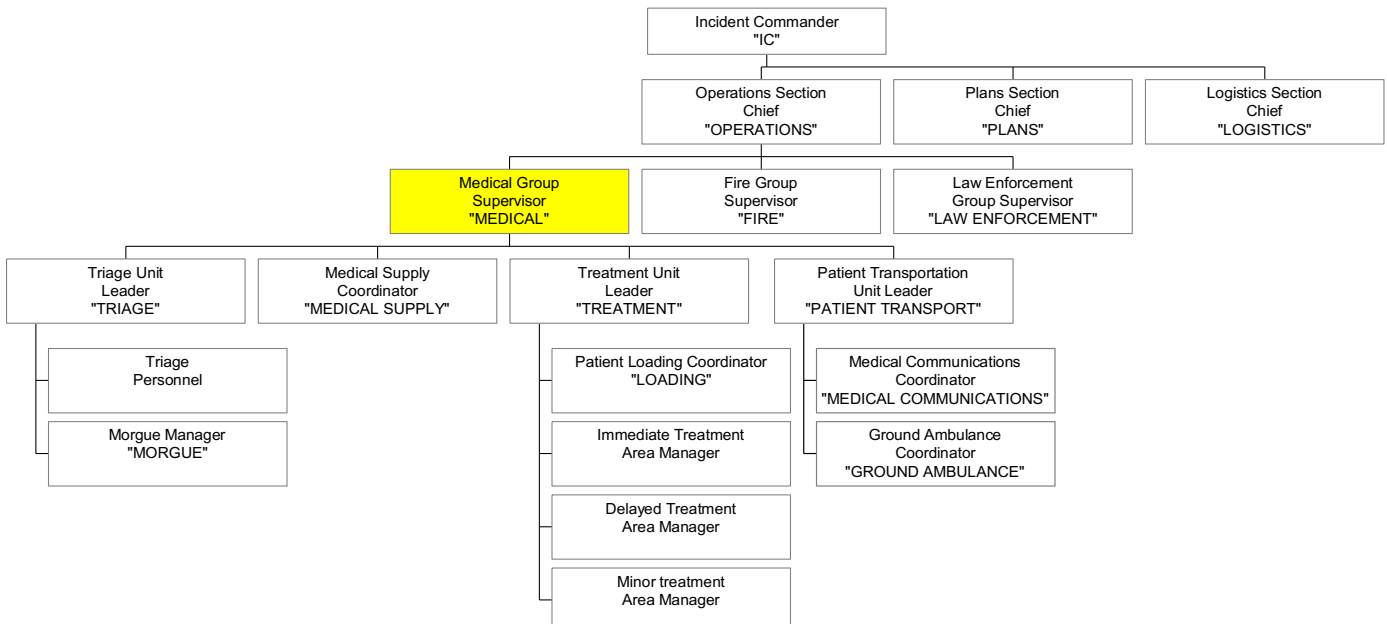 Incident Commander
"IC"
Operations Section
Chief
"OPERATIONS"
Plans Section
Chief
"PLANS"
Logistics Section
Chief
"LOGISTICS"
Medical Group
Supervisor
"MEDICAL"
Fire Group
Supervisor
"FIRE"
Law Enforcement
Group Supervisor
"LAW ENFORCEMENT"
Triage Unit
Leader
"TRIAGE"
Medical Supply
Coordinator
"MEDICAL SUPPLY"
Treatment Unit
Leader
"TREATMENT"
Patient Transportation
Unit Leader
"PATIENT TRANSPORT"
Triage
Personnel
Morgue Manager
"MORGUE"
Patient Loading Coordinator
"LOADING"
Immediate Treatment
Area Manager
Delayed Treatment
Area Manager
Minor treatment
Area Manager
Medical Communications
Coordinator
"MEDICAL COMMUNICATIONS"
Ground Ambulance
Coordinator
"GROUND AMBULANCE"